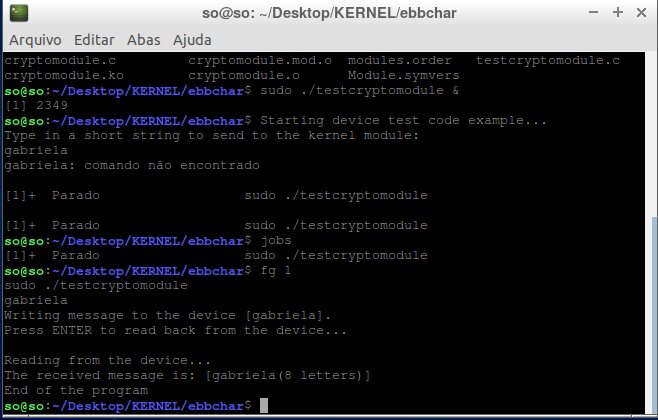 so@so: ~/Desktop/KERNEL/ebbchar
Arquivo Editar Abas Ajuda
cryptomodule.c cryptomodule.mod.o modules.order testcryptomodule.c
cryptomodule.ko cryptomodule.o Module.symvers
so@so:~/Desktop/KERNEL/ebbchar$ sudo ./testcryptomodule &
[1] 2349
so@so:~/Desktop/KERNEL/ebbchar$ Starting device test code example...
Type in a short string to send to the kernel module:
gabriela
gabriela: comando não encontrado
[1]+ Parado sudo ./testcryptomodule
[1]+ Parado sudo ./testcryptomodule
so@so:~/Desktop/KERNEL/ebbchar$ jobs
[1]+ Parado sudo ./testcryptomodule
so@so:~/Desktop/KERNEL/ebbchar$ fg 1
sudo ./testcryptomodule
gabriela
Writing message to the device [gabriela].
Press ENTER to read back from the device...
Reading from the device...
The received message is: [gabriela(8 letters)]
End of the program
so@so:~/Desktop/KERNEL/ebbchar$